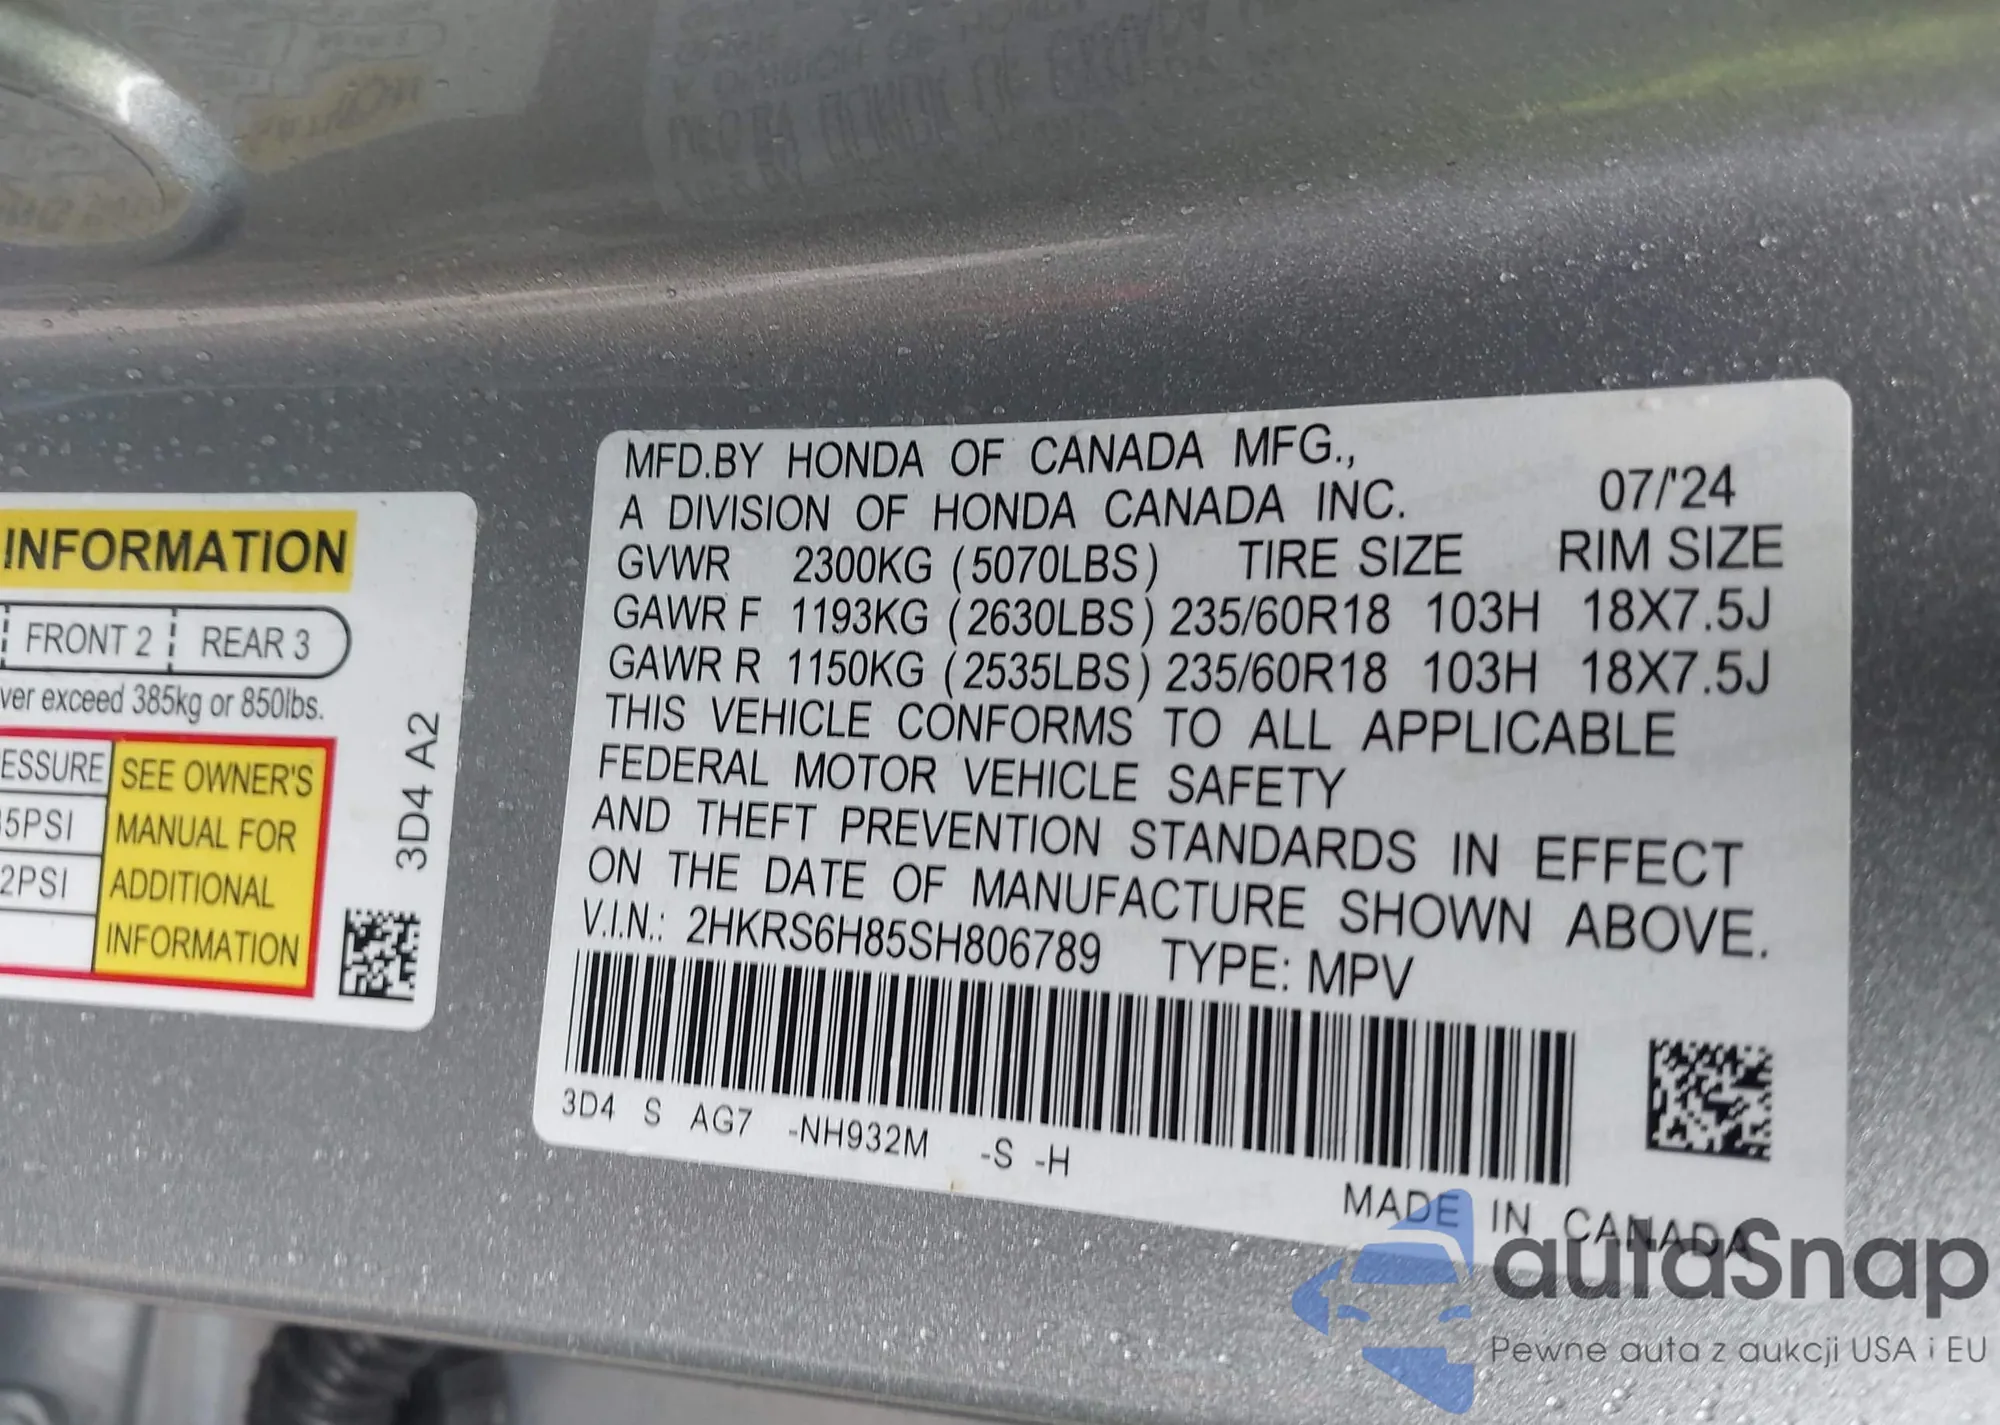 INFORMATION
FRONT 2 REAR 3
ver exceed 385kg or 850lbs.
ESSURE
5PSI
2PSI
SEE OWNER'S
MANUAL FOR
ADDITIONAL
INFORMATION
3D4 A2
MFD.BY HONDA OF CANADA MFG.,
A DIVISION OF HONDA CANADA INC. 07/'24
GVWR 2300KG (5070LBS) TIRE SIZE RIM SIZE
GAWR F 1193KG (2630LBS) 235/60R18 103H 18X7.5J
GAWR R 1150KG (2535LBS) 235/60R18 103H 18X7.5J
THIS VEHICLE CONFORMS TO ALL APPLICABLE
FEDERAL MOTOR VEHICLE SAFETY
AND THEFT PREVENTION STANDARDS IN EFFECT
ON THE DATE OF MANUFACTURE SHOWN ABOVE.
V.I.N.: 2HKRS6H85SH806789 TYPE: MPV
3D4 S AG7 -NH932M -S -H
MADE IN CANADA
autaSnap
Pewne auta z aukcji USA i EU